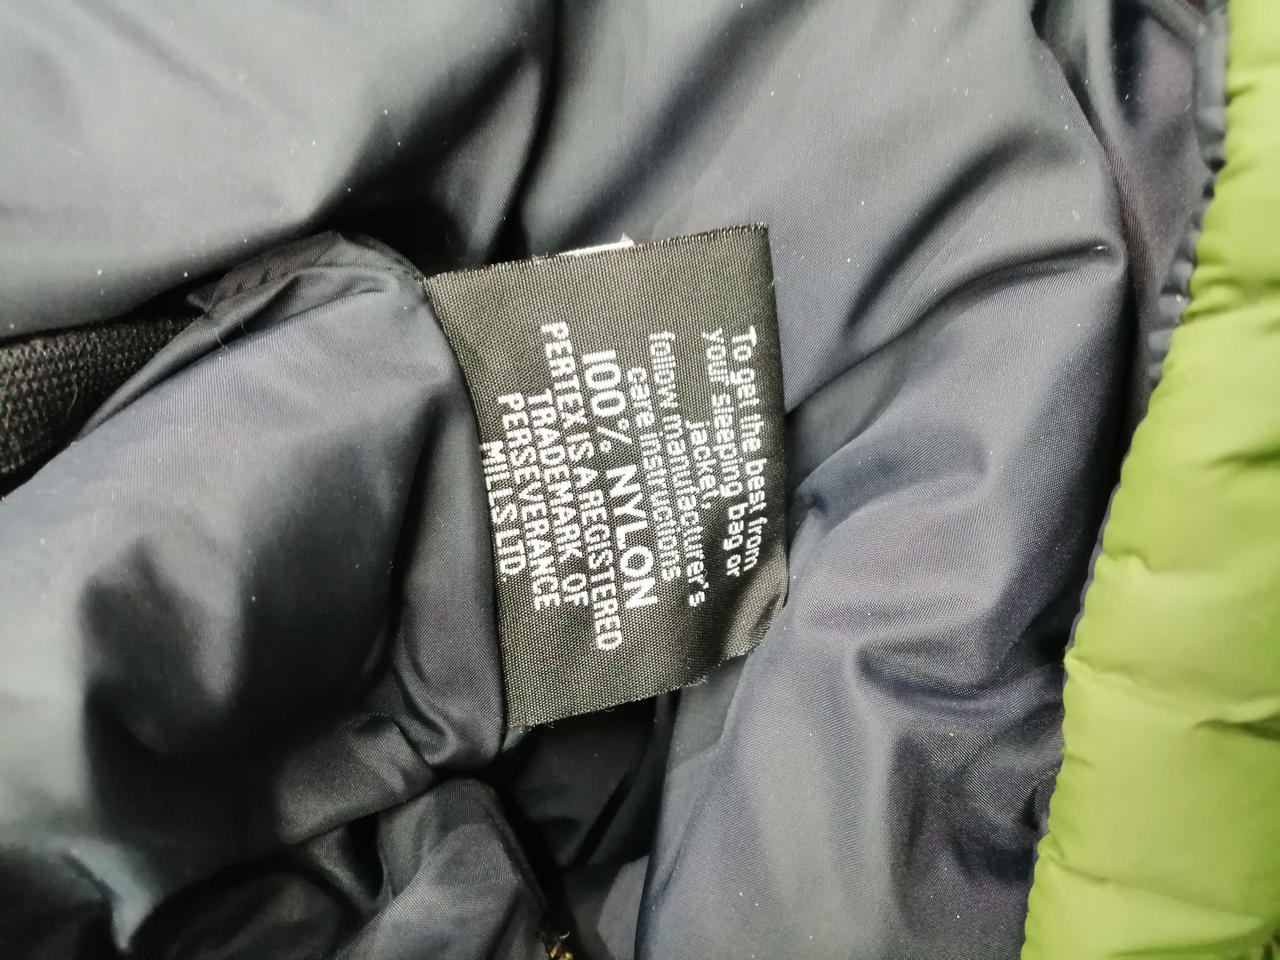 To get the best from
your sleeping bag or
Jacket,
follow manufacturer's
care instructions
100% NYLON
PERTEX IS A REGISTERED
TRADEMARK OF
PERSEVERANCE
MILLS LTD.